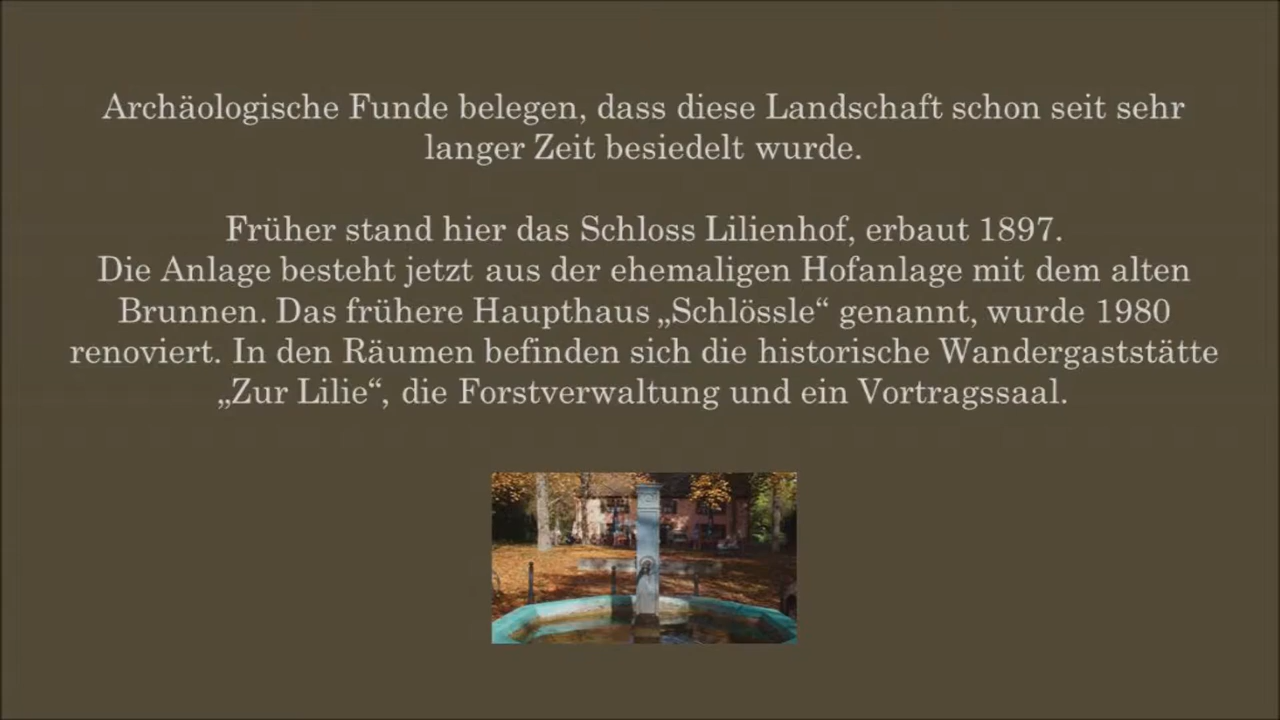 Archäologische Funde belegen, dass diese Landschaft schon seit sehr
langer Zeit besiedelt wurde.
Früher stand hier das Schloss Lilienhof, erbaut 1897.
Die Anlage besteht jetzt aus der ehemaligen Hofanlage mit dem alten
Brunnen. Das frühere Haupthaus „Schlössle“ genannt, wurde 1980
renoviert. In den Räumen befinden sich die historische Wandergaststätte
„Zur Lilie“, die Forstverwaltung und ein Vortragssaal.